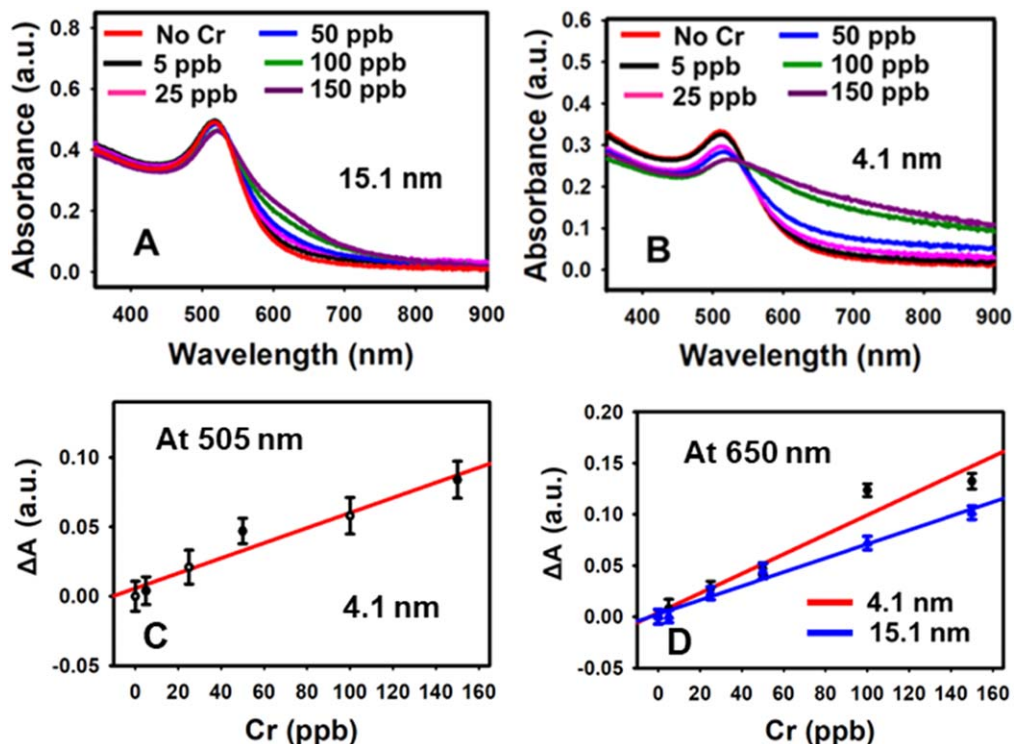 Absorbance (a.u.)
0.8
0.6
0.4
0.2
0.0
No Cr
5 ppb
25 ppb
50 ppb
100 ppb
150 ppb
15.1 nm
A
400 500 600 700 800 900
Wavelength (nm)
Absorbance (a.u.)
0.6
0.5
0.4
0.3
0.2
0.1
0.0
No Cr
5 ppb
25 ppb
50 ppb
100 ppb
150 ppb
4.1 nm
B
400 500 600 700 800 900
Wavelength (nm)
ΔA (a.u.)
0.10
0.05
0.00
-0.05
At 505 nm
4.1 nm
C
0 20 40 60 80 100 120 140 160
Cr (ppb)
ΔA (a.u.)
0.20
0.15
0.10
0.05
0.00
-0.05
At 650 nm
4.1 nm
15.1 nm
D
0 20 40 60 80 100 120 140 160
Cr (ppb)